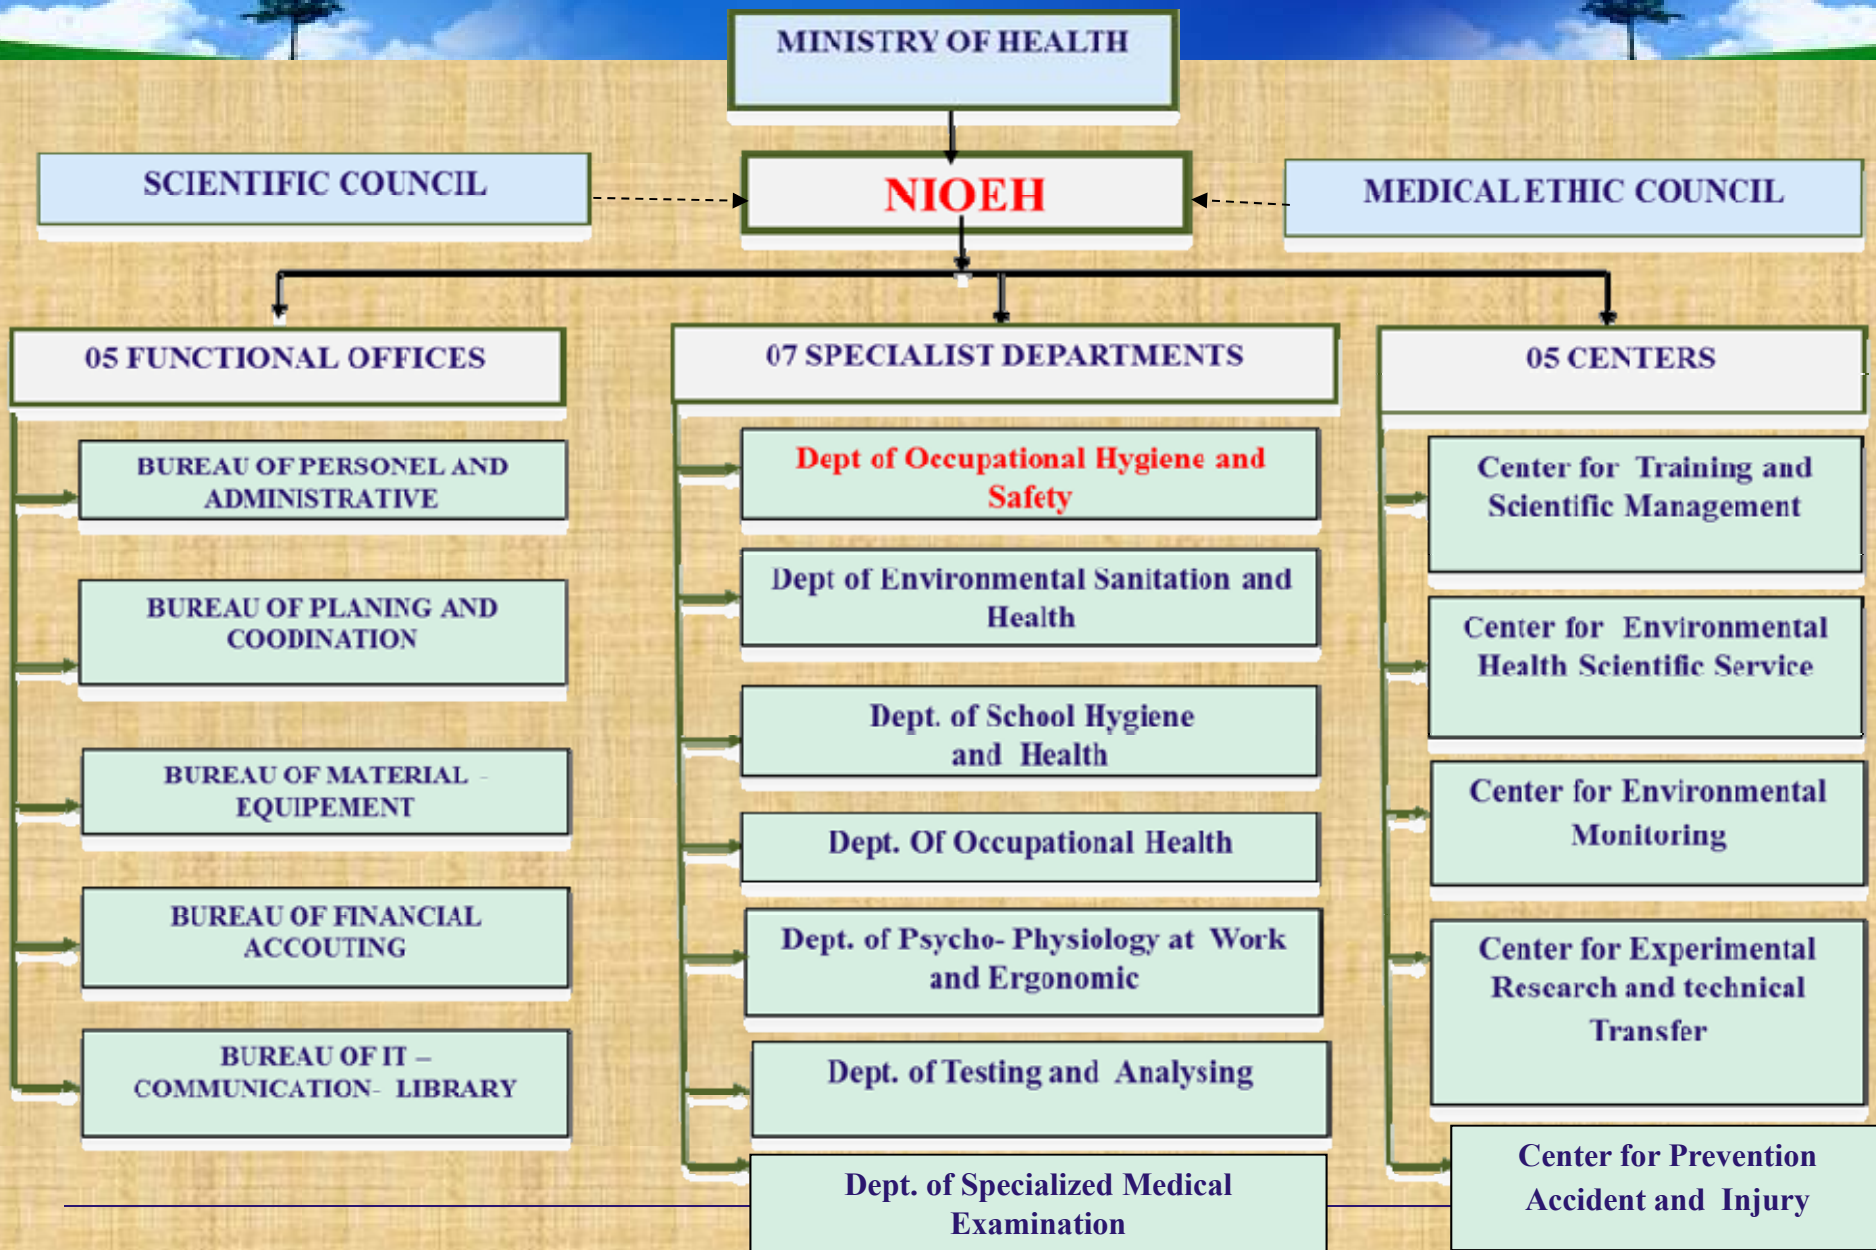 MINISTRY OF HEALTH
SCIENTIFIC COUNCIL
NIOEH
MEDICAL ETHIC COUNCIL
05 FUNCTIONAL OFFICES
BUREAU OF PERSONEL AND
ADMINISTRATIVE
BUREAU OF PLANING AND
COODINATION
BUREAU OF MATERIAL -
EQUIPEMENT
BUREAU OF FINANCIAL
ACCOUTING
BUREAU OF IT –
COMMUNICATION- LIBRARY
07 SPECIALIST DEPARTMENTS
Dept of Occupational Hygiene and
Safety
Dept of Environmental Sanitation and
Health
Dept. of School Hygiene
and Health
Dept. Of Occupational Health
Dept. of Psycho- Physiology at Work
and Ergonomic
Dept. of Testing and Analysing
Dept. of Specialized Medical
Examination
05 CENTERS
Center for Training and
Scientific Management
Center for Environmental
Health Scientific Service
Center for Environmental
Monitoring
Center for Experimental
Research and technical
Transfer
Center for Prevention
Accident and Injury